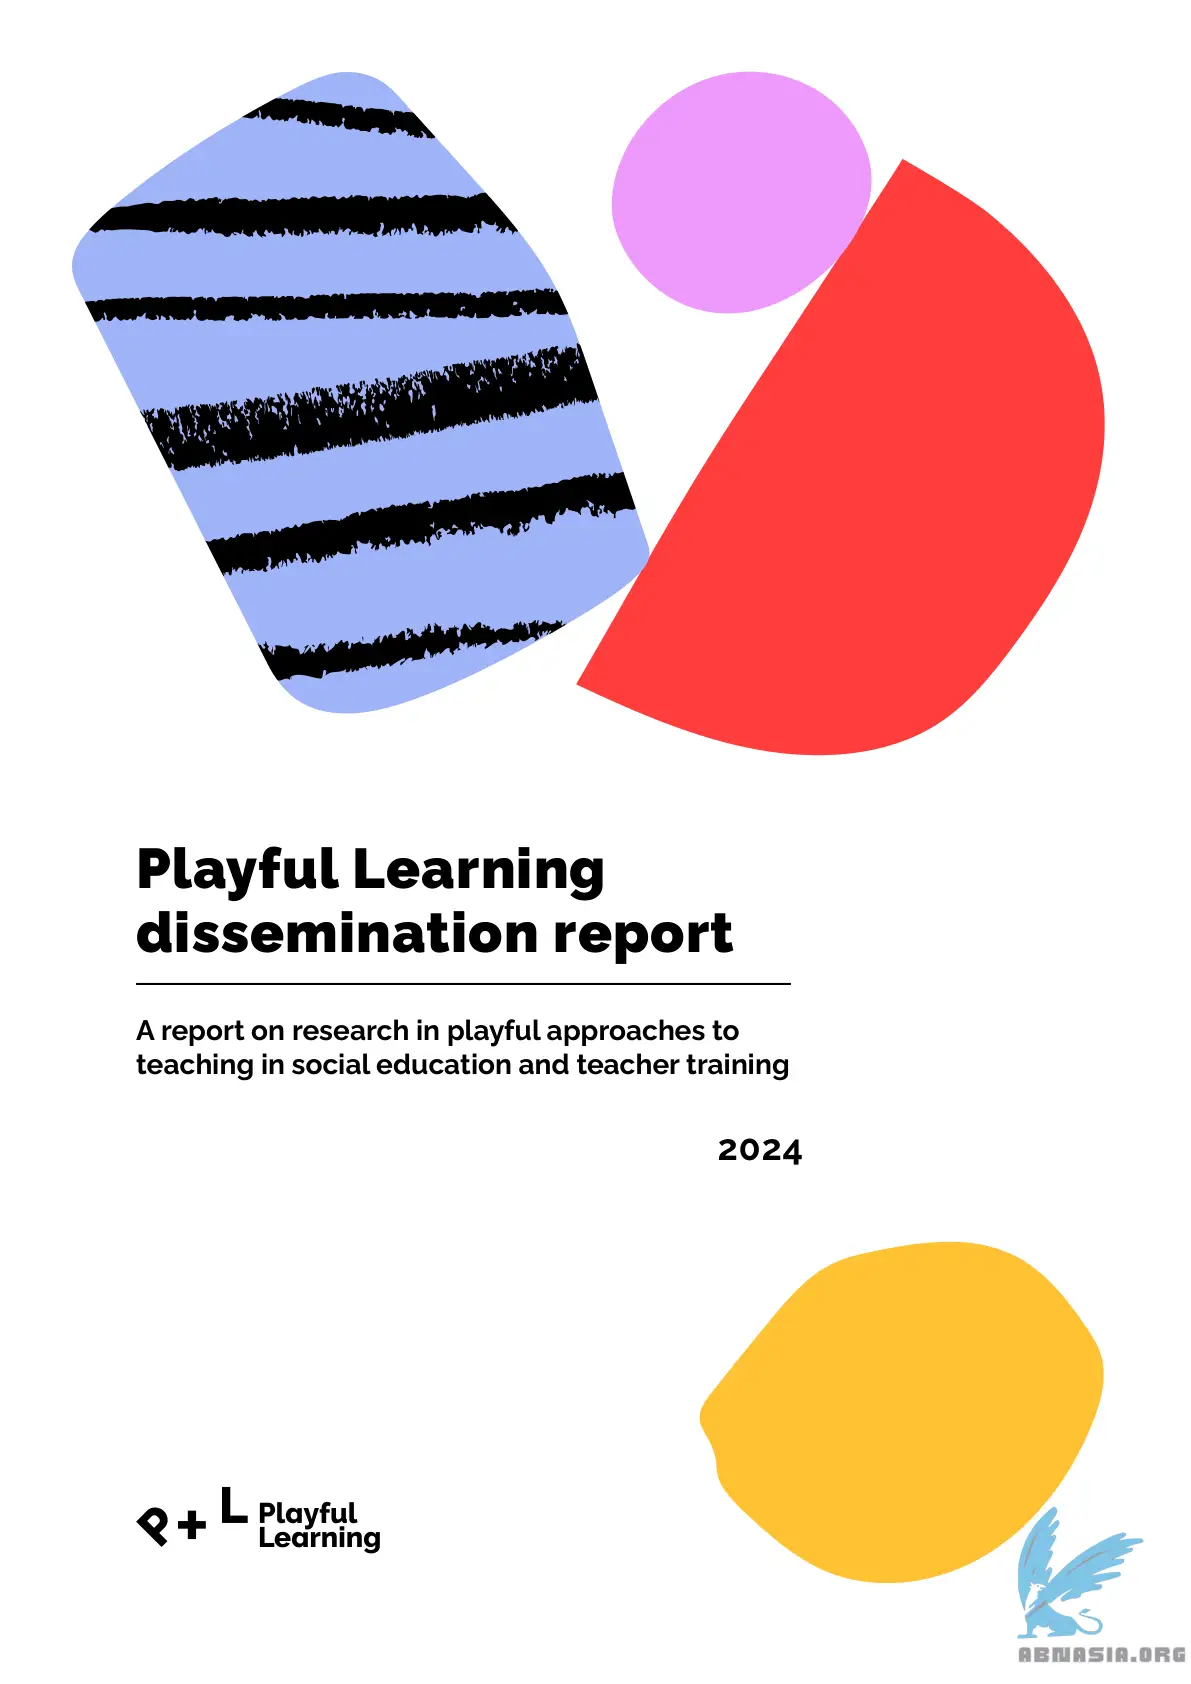 Playful Learning
dissemination report
A report on research in playful approaches to
teaching in social education and teacher training
2024
P + L Playful
Learning
ABNASIA.ORG